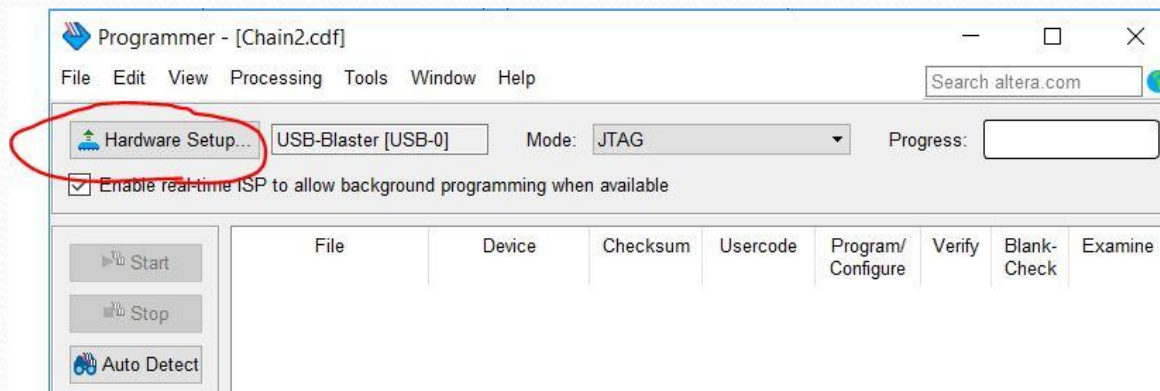 Programmer - [Chain2.cdf]
File Edit View Processing Tools Window Help Search altera.com
Hardware Setup... USB-Blaster [USB-0] Mode: JTAG Progress:
Enable real-time ISP to allow background programming when available
File Device Checksum Usercode Program/ Verify Blank- Examine
Configure Check
Start
Stop
Auto Detect